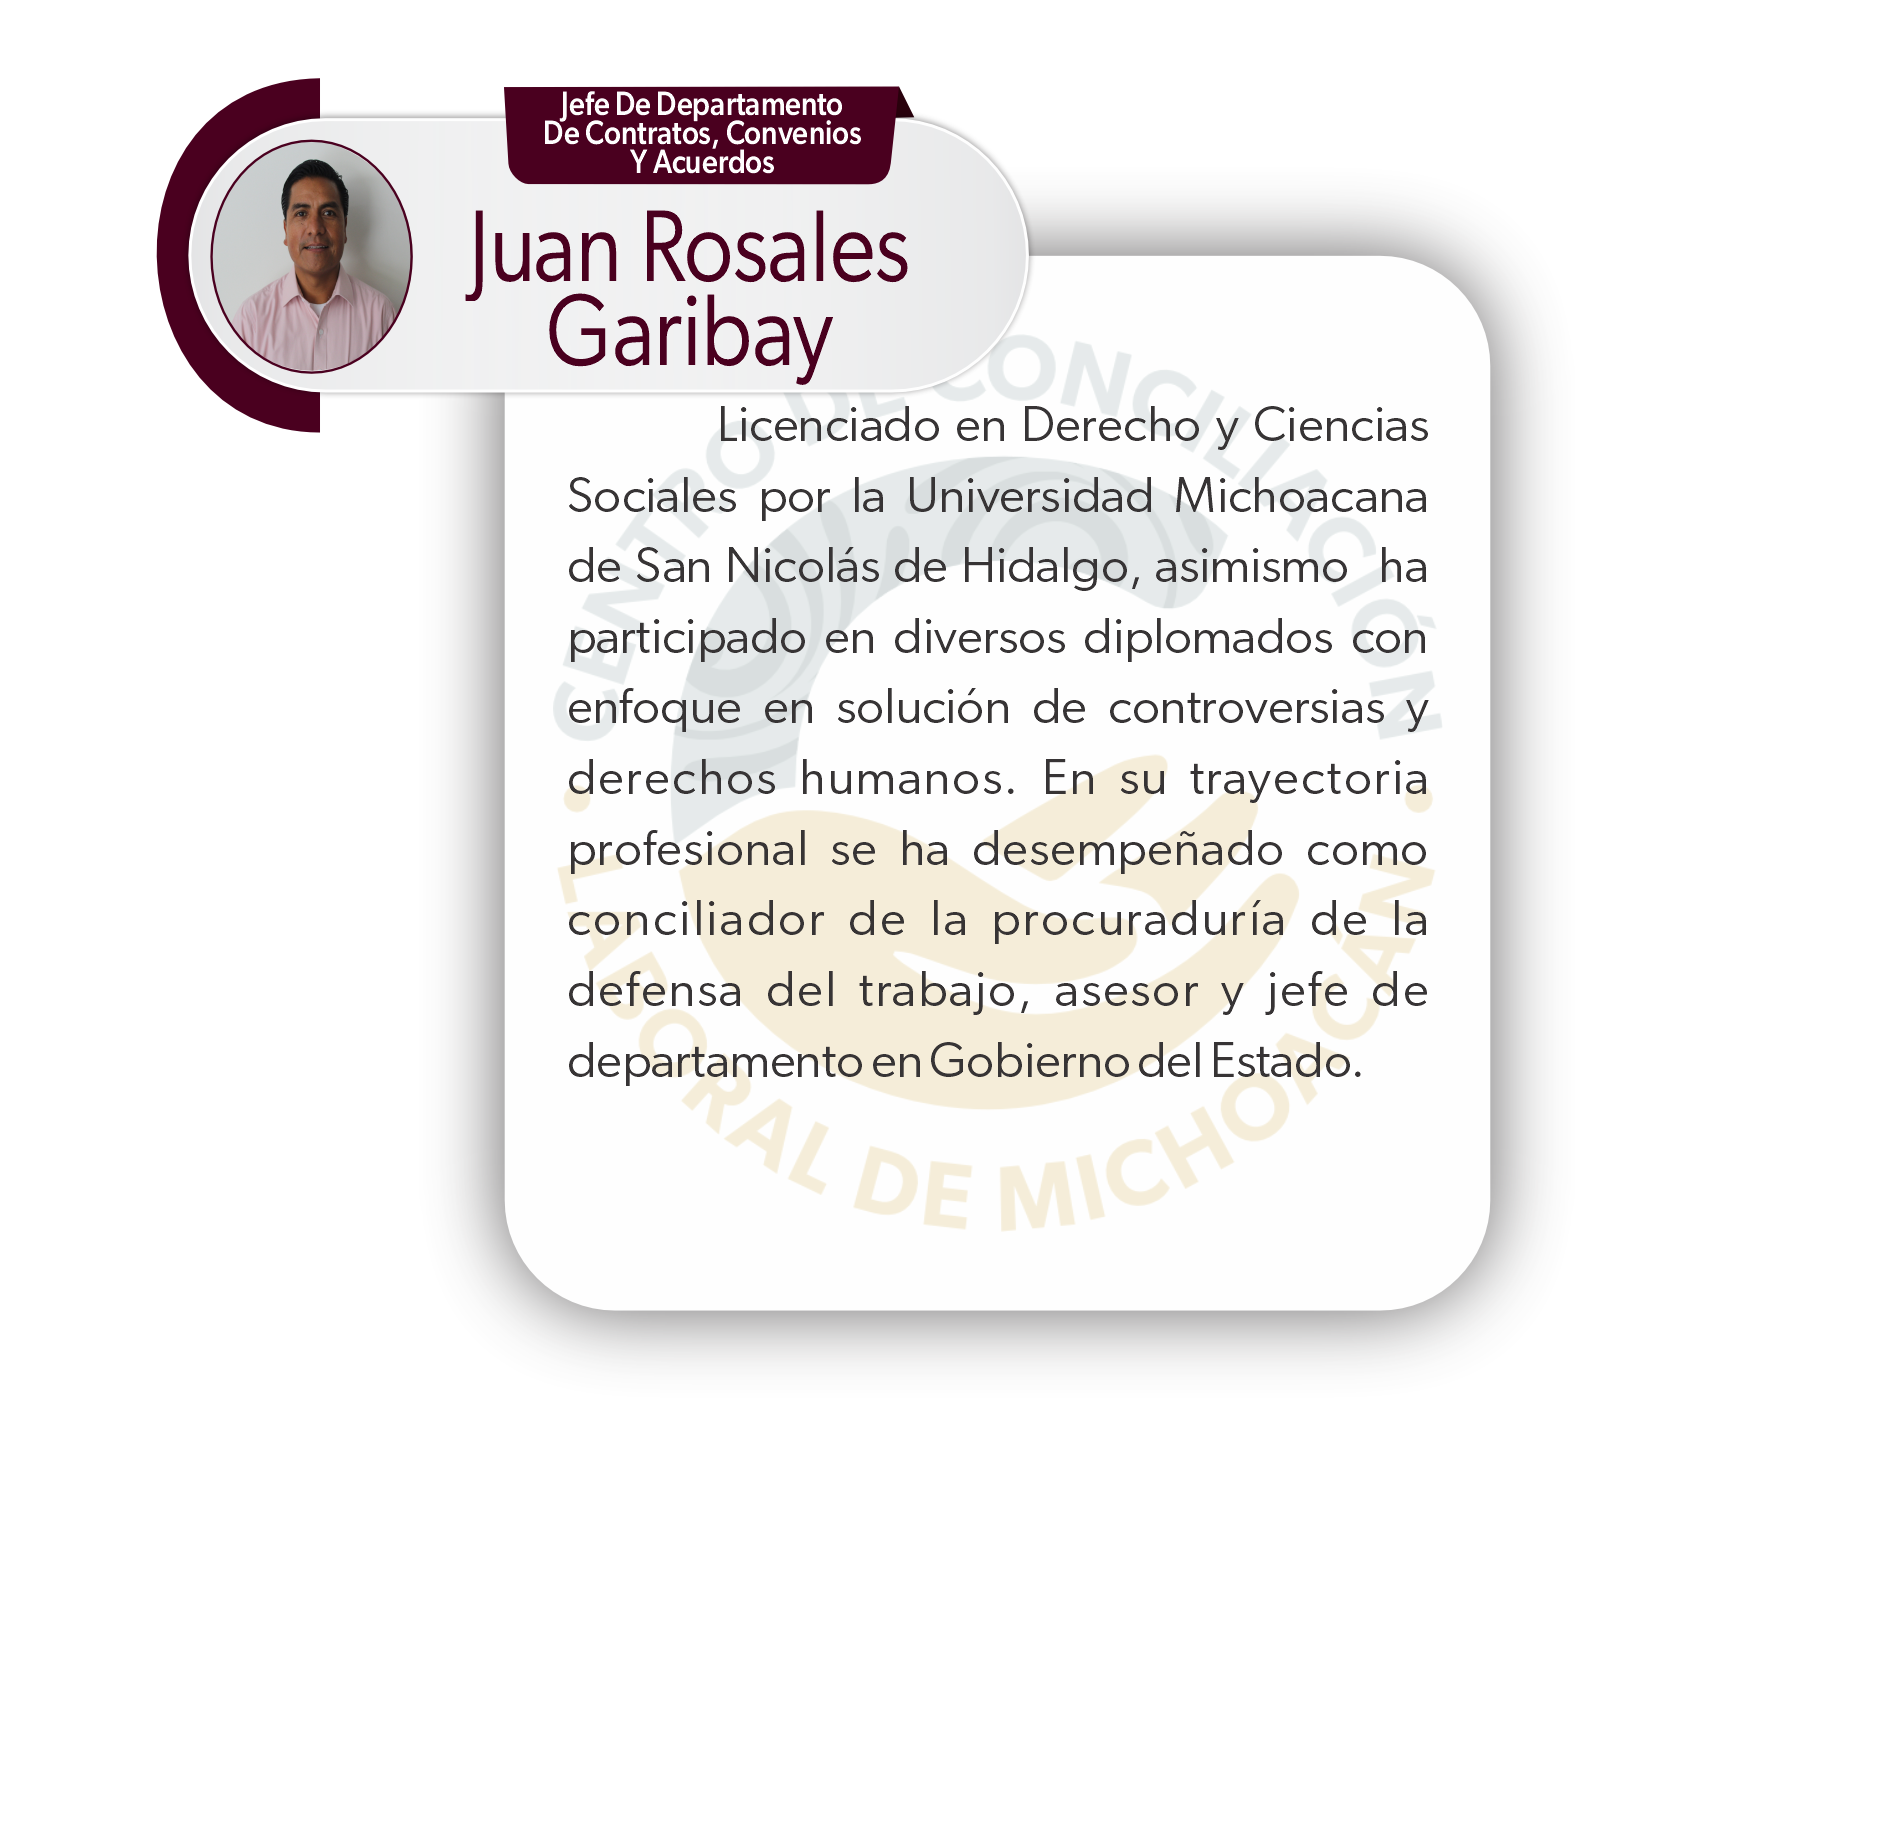 Jefe De Departamento
De Contratos, Convenios
Y Acuerdos
Juan Rosales
Garibay
Licenciado en Derecho y Ciencias
Sociales por la Universidad Michoacana
de San Nicolás de Hidalgo, asimismo ha
participado en diversos diplomados con
enfoque en solución de controversias y
derechos humanos. En su trayectoria
profesional se ha desempeñado como
conciliador de la procuraduría de la
defensa del trabajo, asesor y jefe de
departamento en Gobierno del Estado.
CENTRO DE CONCILIACIÓN
LABORAL DE MICHOACÁN